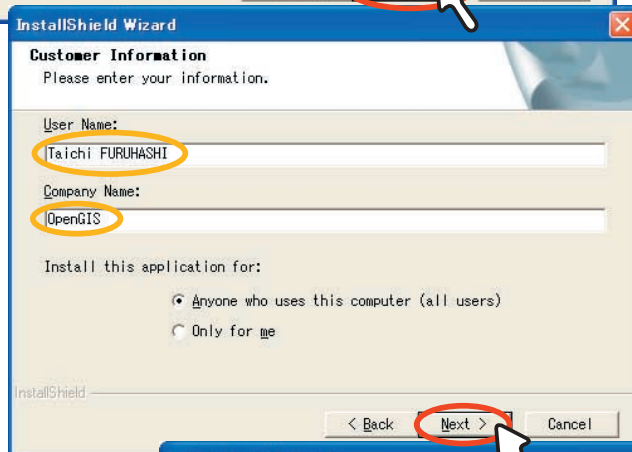 InstallShield Wizard
Customer Information
Please enter your information.
User Name:
Taichi FURUHASHI
Company Name:
OpenGIS
Install this application for:
Anyone who uses this computer (all users)
Only for me
InstallShield
< Back Next > Cancel